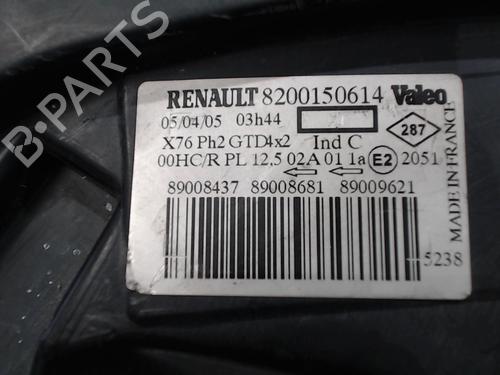 RENAULT 8200150614 Valeo
05/04/05 03h44
287
X76 Ph2 GTD4x2 Ind C
00HC/R PL 12,5 02A 01 1a E2 2051
89008437 89008681 89009621
5238
MADE IN FRANCE
B-PARTS